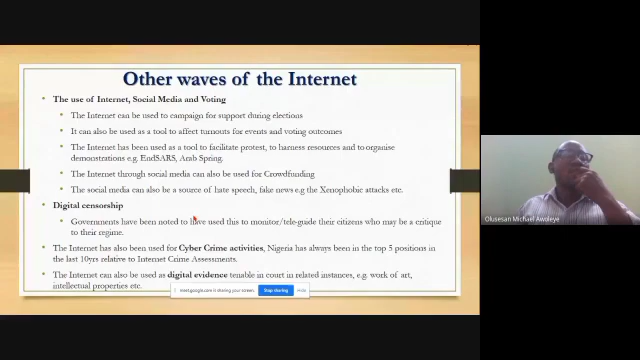 Other waves of the Internet
• The use of Internet, Social Media and Voting
• The Internet can be used to campaign for support during elections
• It can also be used as a tool to affect turnouts for events and voting outcomes
• The Internet has been used as a tool to facilitate protest, to harness resources and to organise
demonstrations e.g. EndSARS, Arab Spring.
• The Internet through social media can also be used for Crowdfunding
• The social media can also be a source of hate speech, fake news e.g the Xenophobic attacks etc.
• Digital censorship
• Governments have been noted to have used this to monitor/tele-guide their citizens who may be a critique
to their regime.
• The Internet has also been used for Cyber Crime activities, Nigeria has always been in the top 5 positions in
the last 10yrs relative to Internet Crime Assessments.
• The Internet can also be used as digital evidence tenable in court in related instances, e.g. work of art,
intellectual properties etc.
meet.google.com is sharing your screen.
Stop sharing
Hide
Olusesan Michael Awoleye